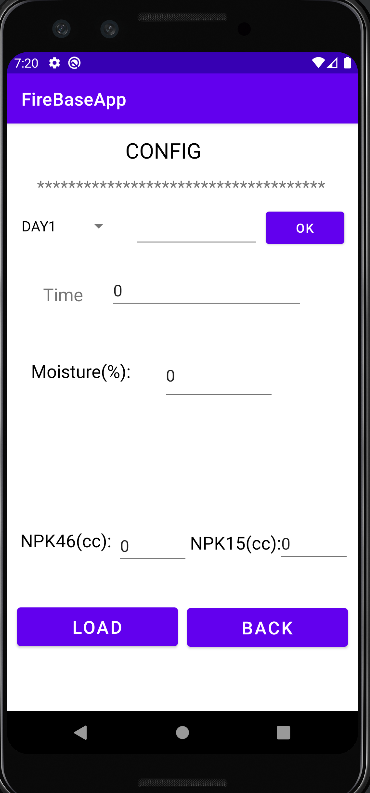 7:20
FireBaseApp
CONFIG
*************************************
DAY1 OK
Time 0
Moisture(%): 0
NPK46(cc): 0 NPK15(cc): 0
LOAD BACK